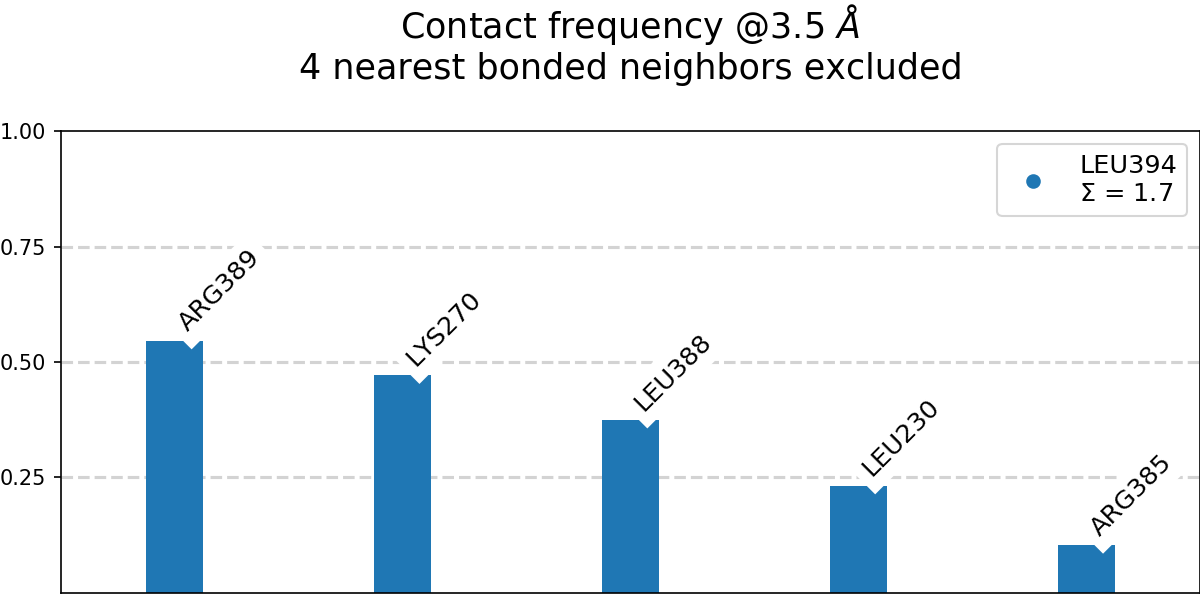 Contact frequency @3.5 Å
4 nearest bonded neighbors excluded
1.00
LEU394
Σ = 1.7
0.75
ARG389
LYS270
0.50
LEU388
LEU230
0.25
ARG385